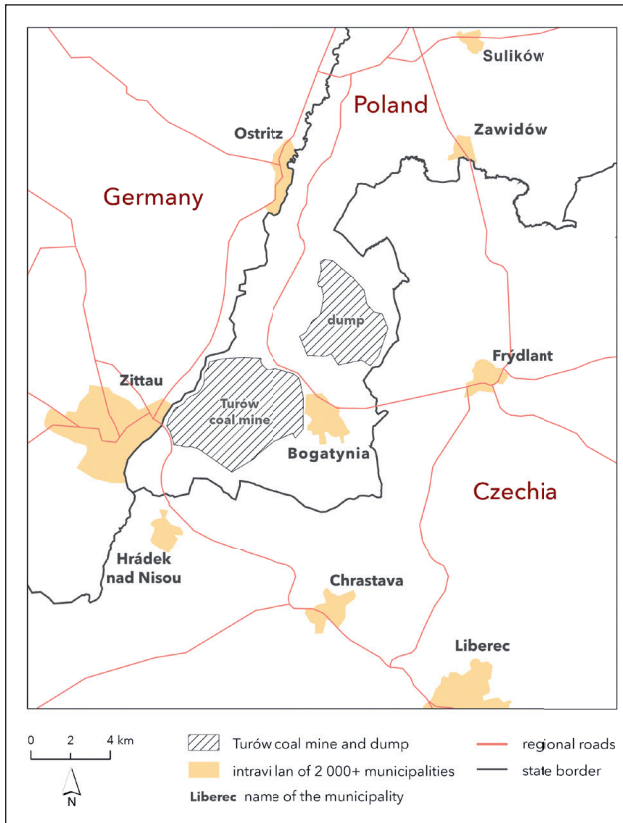 Sulików
Poland
Zawidów
Ostritz
Germany
dump
Frýdlant
Zittau
Turów
coal mine
Bogatynia
Czechia
Hrádek
nad Nisou
Chrastava
Liberec
0 2 4 km
N
Turów coal mine and dump
intravilan of 2 000+ municipalities
Liberec name of the municipality
regional roads
state border